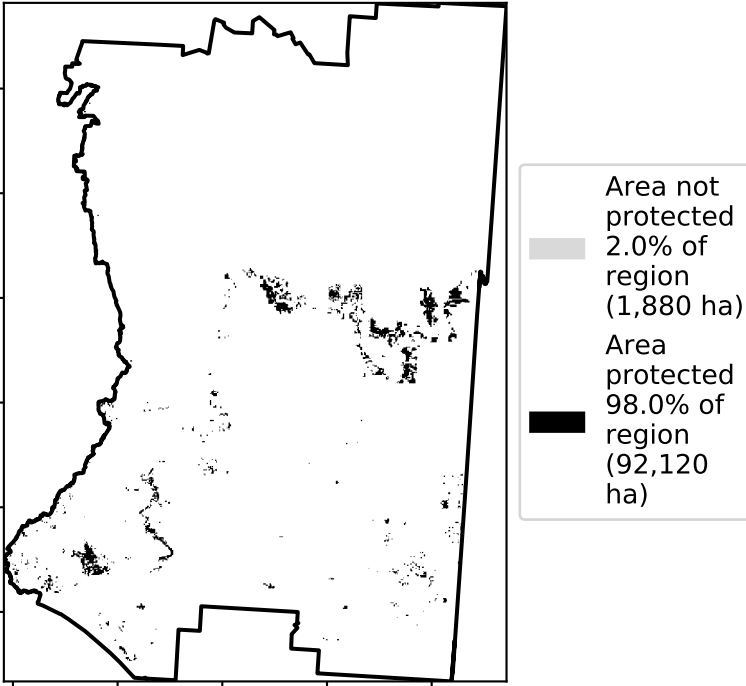 Area not
protected
2.0% of
region
(1,880 ha)
Area
protected
98.0% of
region
(92,120
ha)